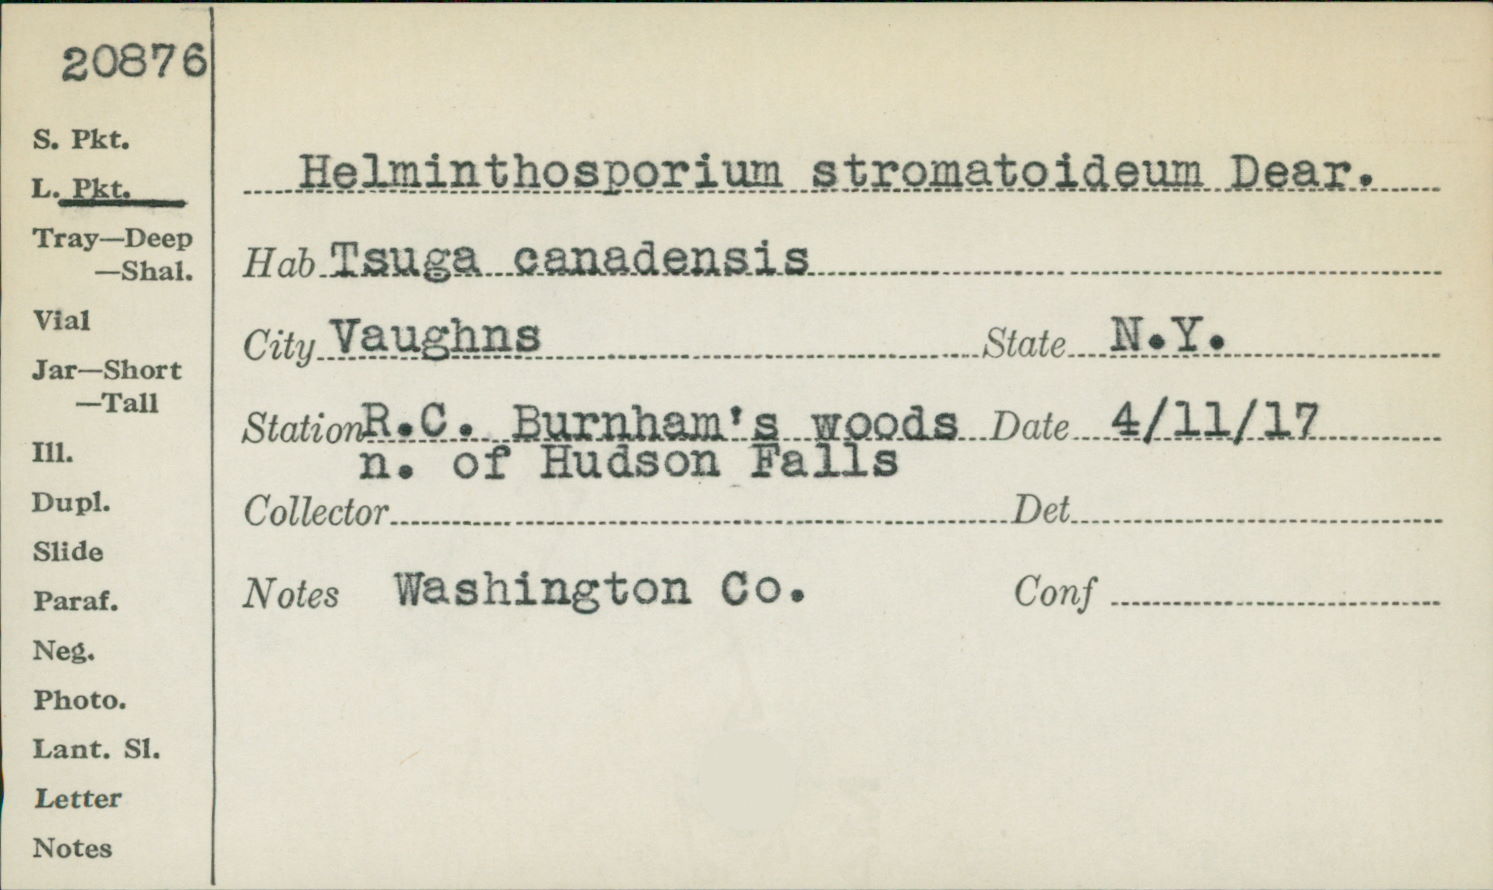 20876
S. Pkt.
L. Pkt.
Tray—Deep
—Shal.
Vial
Jar—Short
—Tall
Ill.
Dupl.
Slide
Paraf.
Neg.
Photo.
Lant. Sl.
Letter
Notes
Helminthosporium stromatoideum Dear.
Hab Tsuga canadensis
City Vaughns State N.Y.
Station R.C. Burnham's woods Date 4/11/17
n. of Hudson Falls
Collector Det
Notes Washington Co. Conf